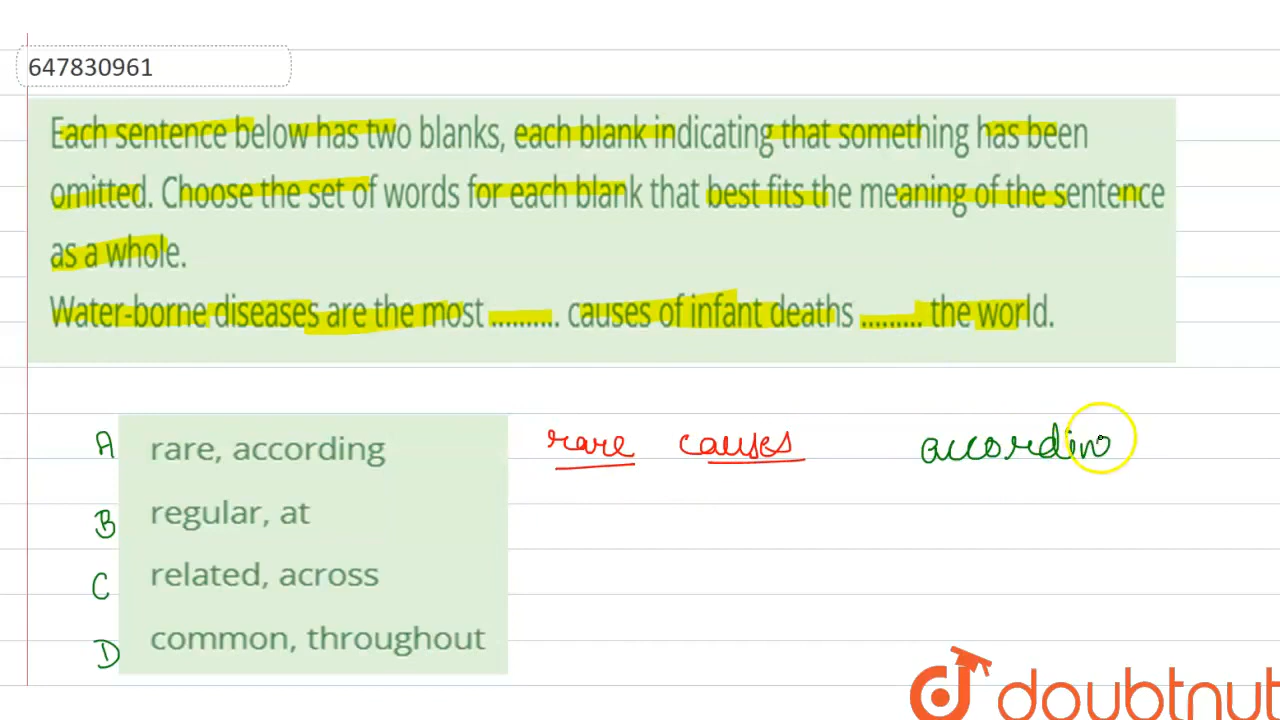 647830961
Each sentence below has two blanks, each blank indicating that something has been
omitted. Choose the set of words for each blank that best fits the meaning of the sentence
as a whole.
Water-borne diseases are the most .......... causes of infant deaths ......... the world.
A rare, according rare causes accordino
B regular, at
C related, across
D common, throughout
doubtnut